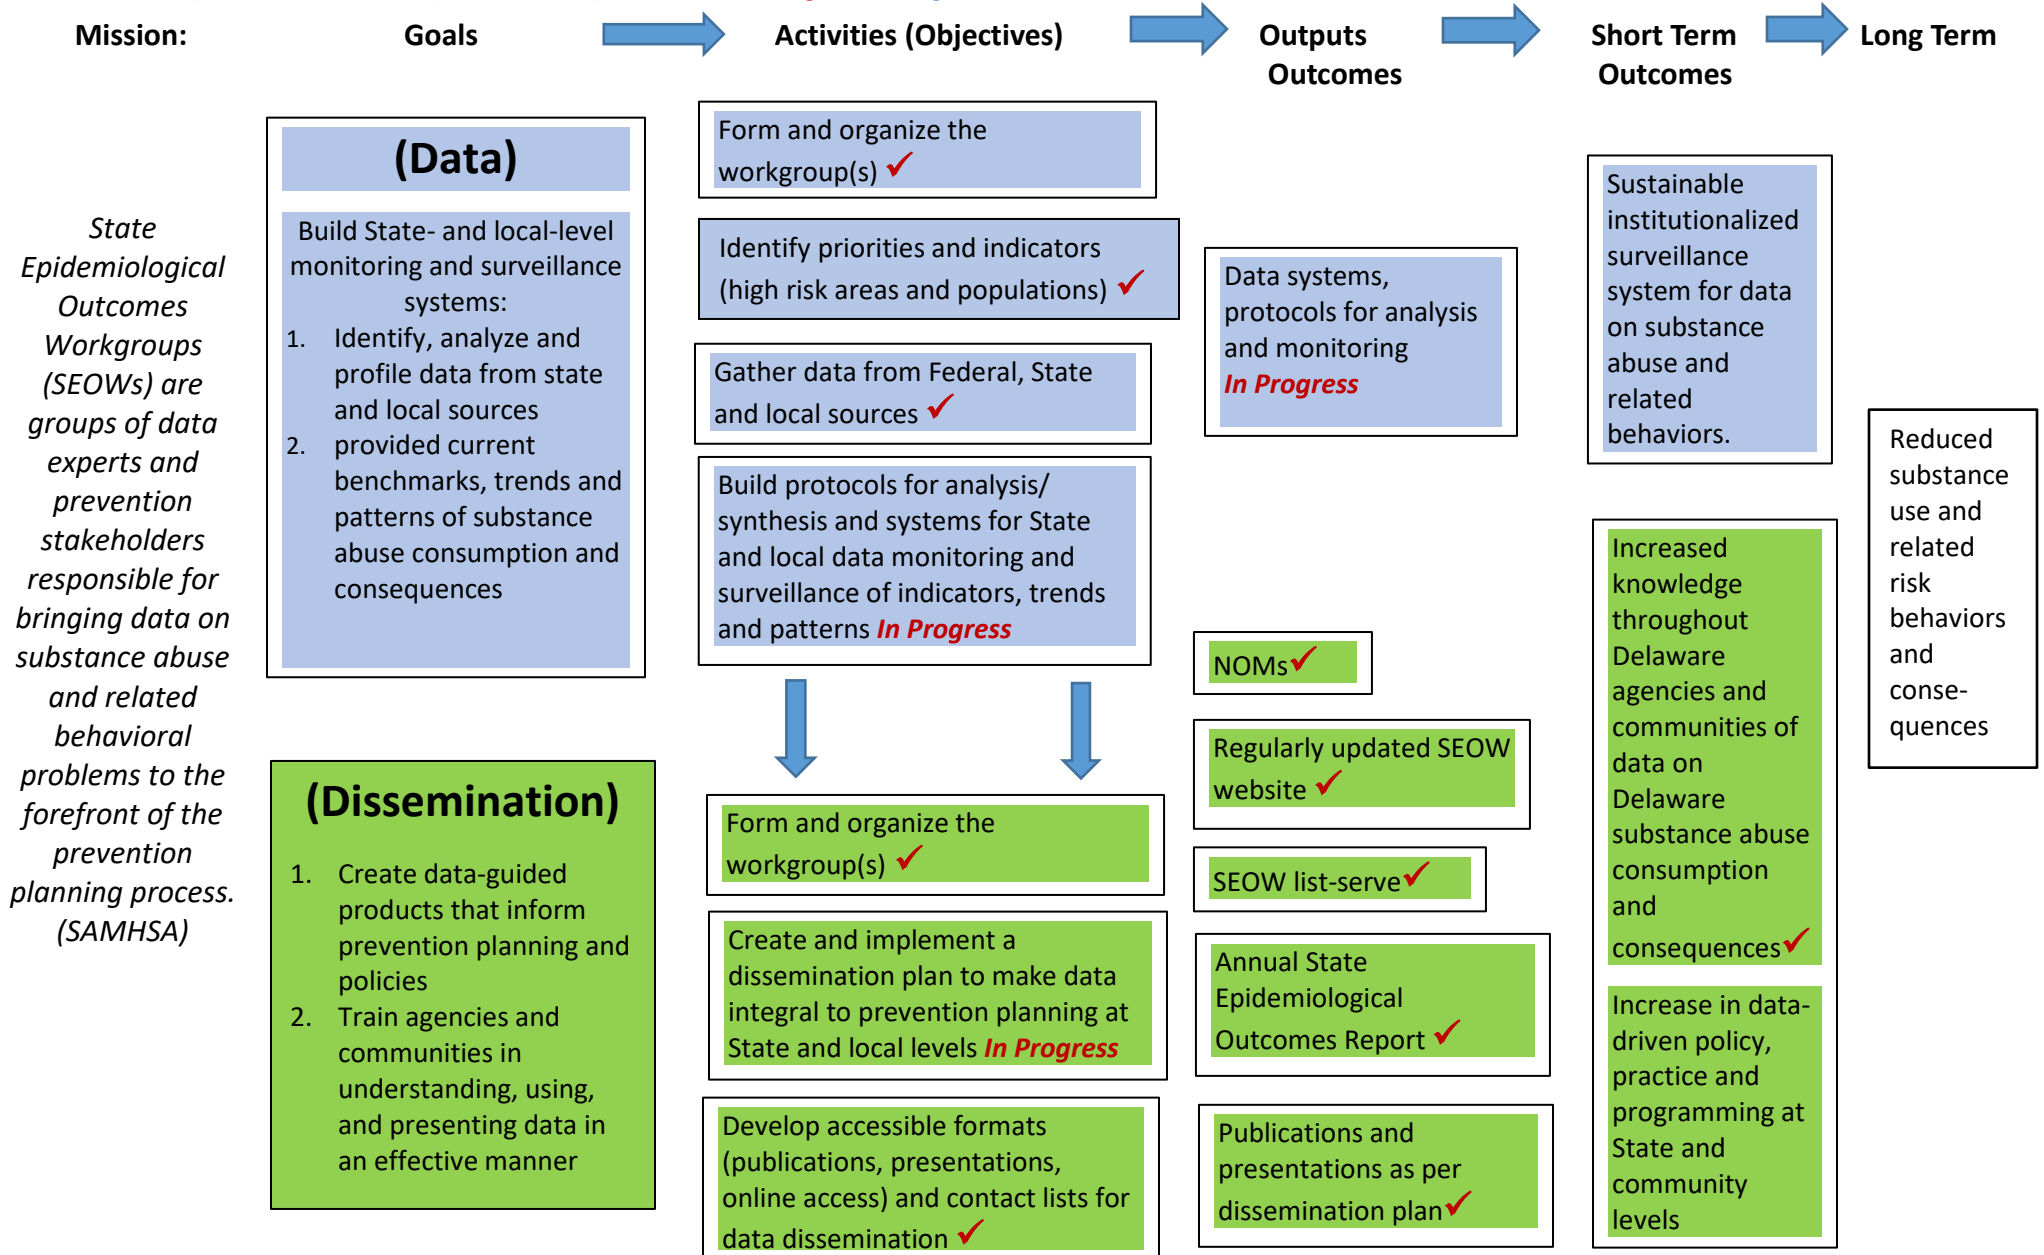 Mission:
Goals
Activities (Objectives)
Outputs
Outcomes
Short Term
Outcomes
Long Term
State
Epidemiological
Outcomes
Workgroups
(SEOWs) are
groups of data
experts and
prevention
stakeholders
responsible for
bringing data on
substance abuse
and related
behavioral
problems to the
forefront of the
prevention
planning process.
(SAMHSA)
(Data)
Build State- and local-level
monitoring and surveillance
systems:
1. Identify, analyze and
profile data from state
and local sources
2. provided current
benchmarks, trends and
patterns of substance
abuse consumption and
consequences
(Dissemination)
1. Create data-guided
products that inform
prevention planning and
policies
2. Train agencies and
communities in
understanding, using,
and presenting data in
an effective manner
Form and organize the
workgroup(s) ✓
Identify priorities and indicators
(high risk areas and populations) ✓
Gather data from Federal, State
and local sources ✓
Build protocols for analysis/
synthesis and systems for State
and local data monitoring and
surveillance of indicators, trends
and patterns In Progress
Form and organize the
workgroup(s) ✓
Create and implement a
dissemination plan to make data
integral to prevention planning at
State and local levels In Progress
Develop accessible formats
(publications, presentations,
online access) and contact lists for
data dissemination ✓
Data systems,
protocols for analysis
and monitoring
In Progress
NOMs ✓
Regularly updated SEOW
website ✓
SEOW list-serve ✓
Annual State
Epidemiological
Outcomes Report ✓
Publications and
presentations as per
dissemination plan ✓
Sustainable
institutionalized
surveillance
system for data
on substance
abuse and
related
behaviors.
Increased
knowledge
throughout
Delaware
agencies and
communities of
data on
Delaware
substance abuse
consumption
and
consequences ✓
Increase in data-
driven policy,
practice and
programming at
State and
community
levels
Reduced
substance
use and
related
risk
behaviors
and
conse-
quences